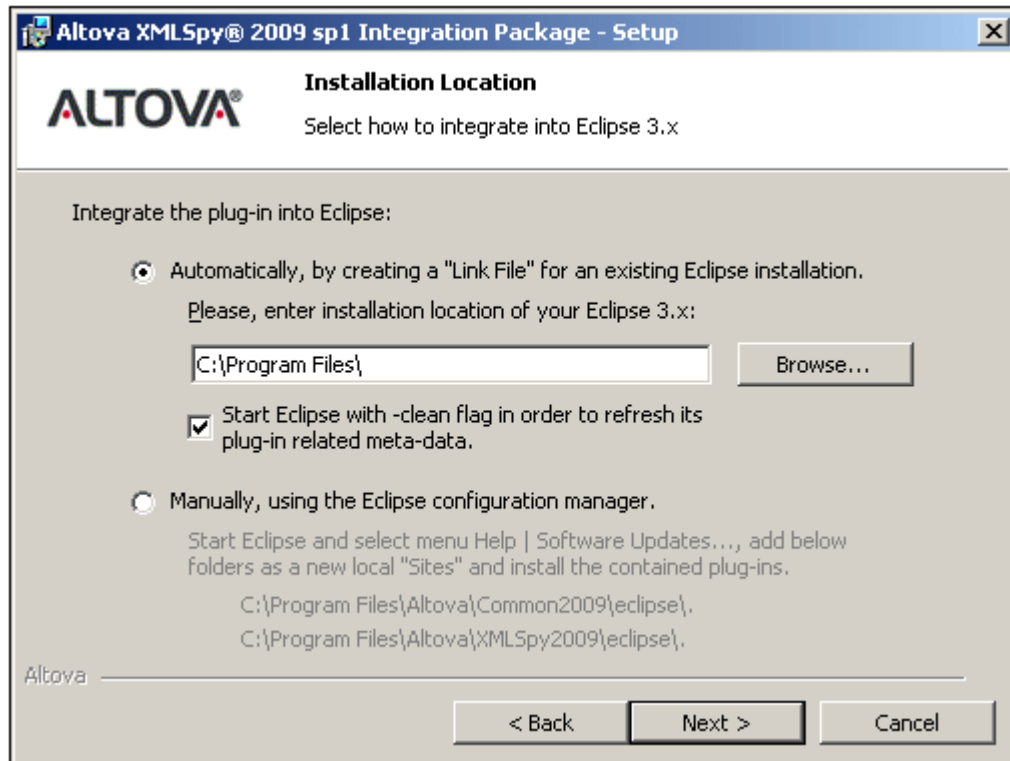 Altova XMLSpy® 2009 sp1 Integration Package - Setup
ALTOVA®
Installation Location
Select how to integrate into Eclipse 3.x
Integrate the plug-in into Eclipse:
Automatically, by creating a "Link File" for an existing Eclipse installation.
Please, enter installation location of your Eclipse 3.x:
C:\Program Files\
Browse...
Start Eclipse with -clean flag in order to refresh its
plug-in related meta-data.
Manually, using the Eclipse configuration manager.
Start Eclipse and select menu Help | Software Updates..., add below
folders as a new local "Sites" and install the contained plug-ins.
C:\Program Files\Altova\Common2009\eclipse\.
C:\Program Files\Altova\XMLSpy2009\eclipse\.
Altova
< Back
Next >
Cancel